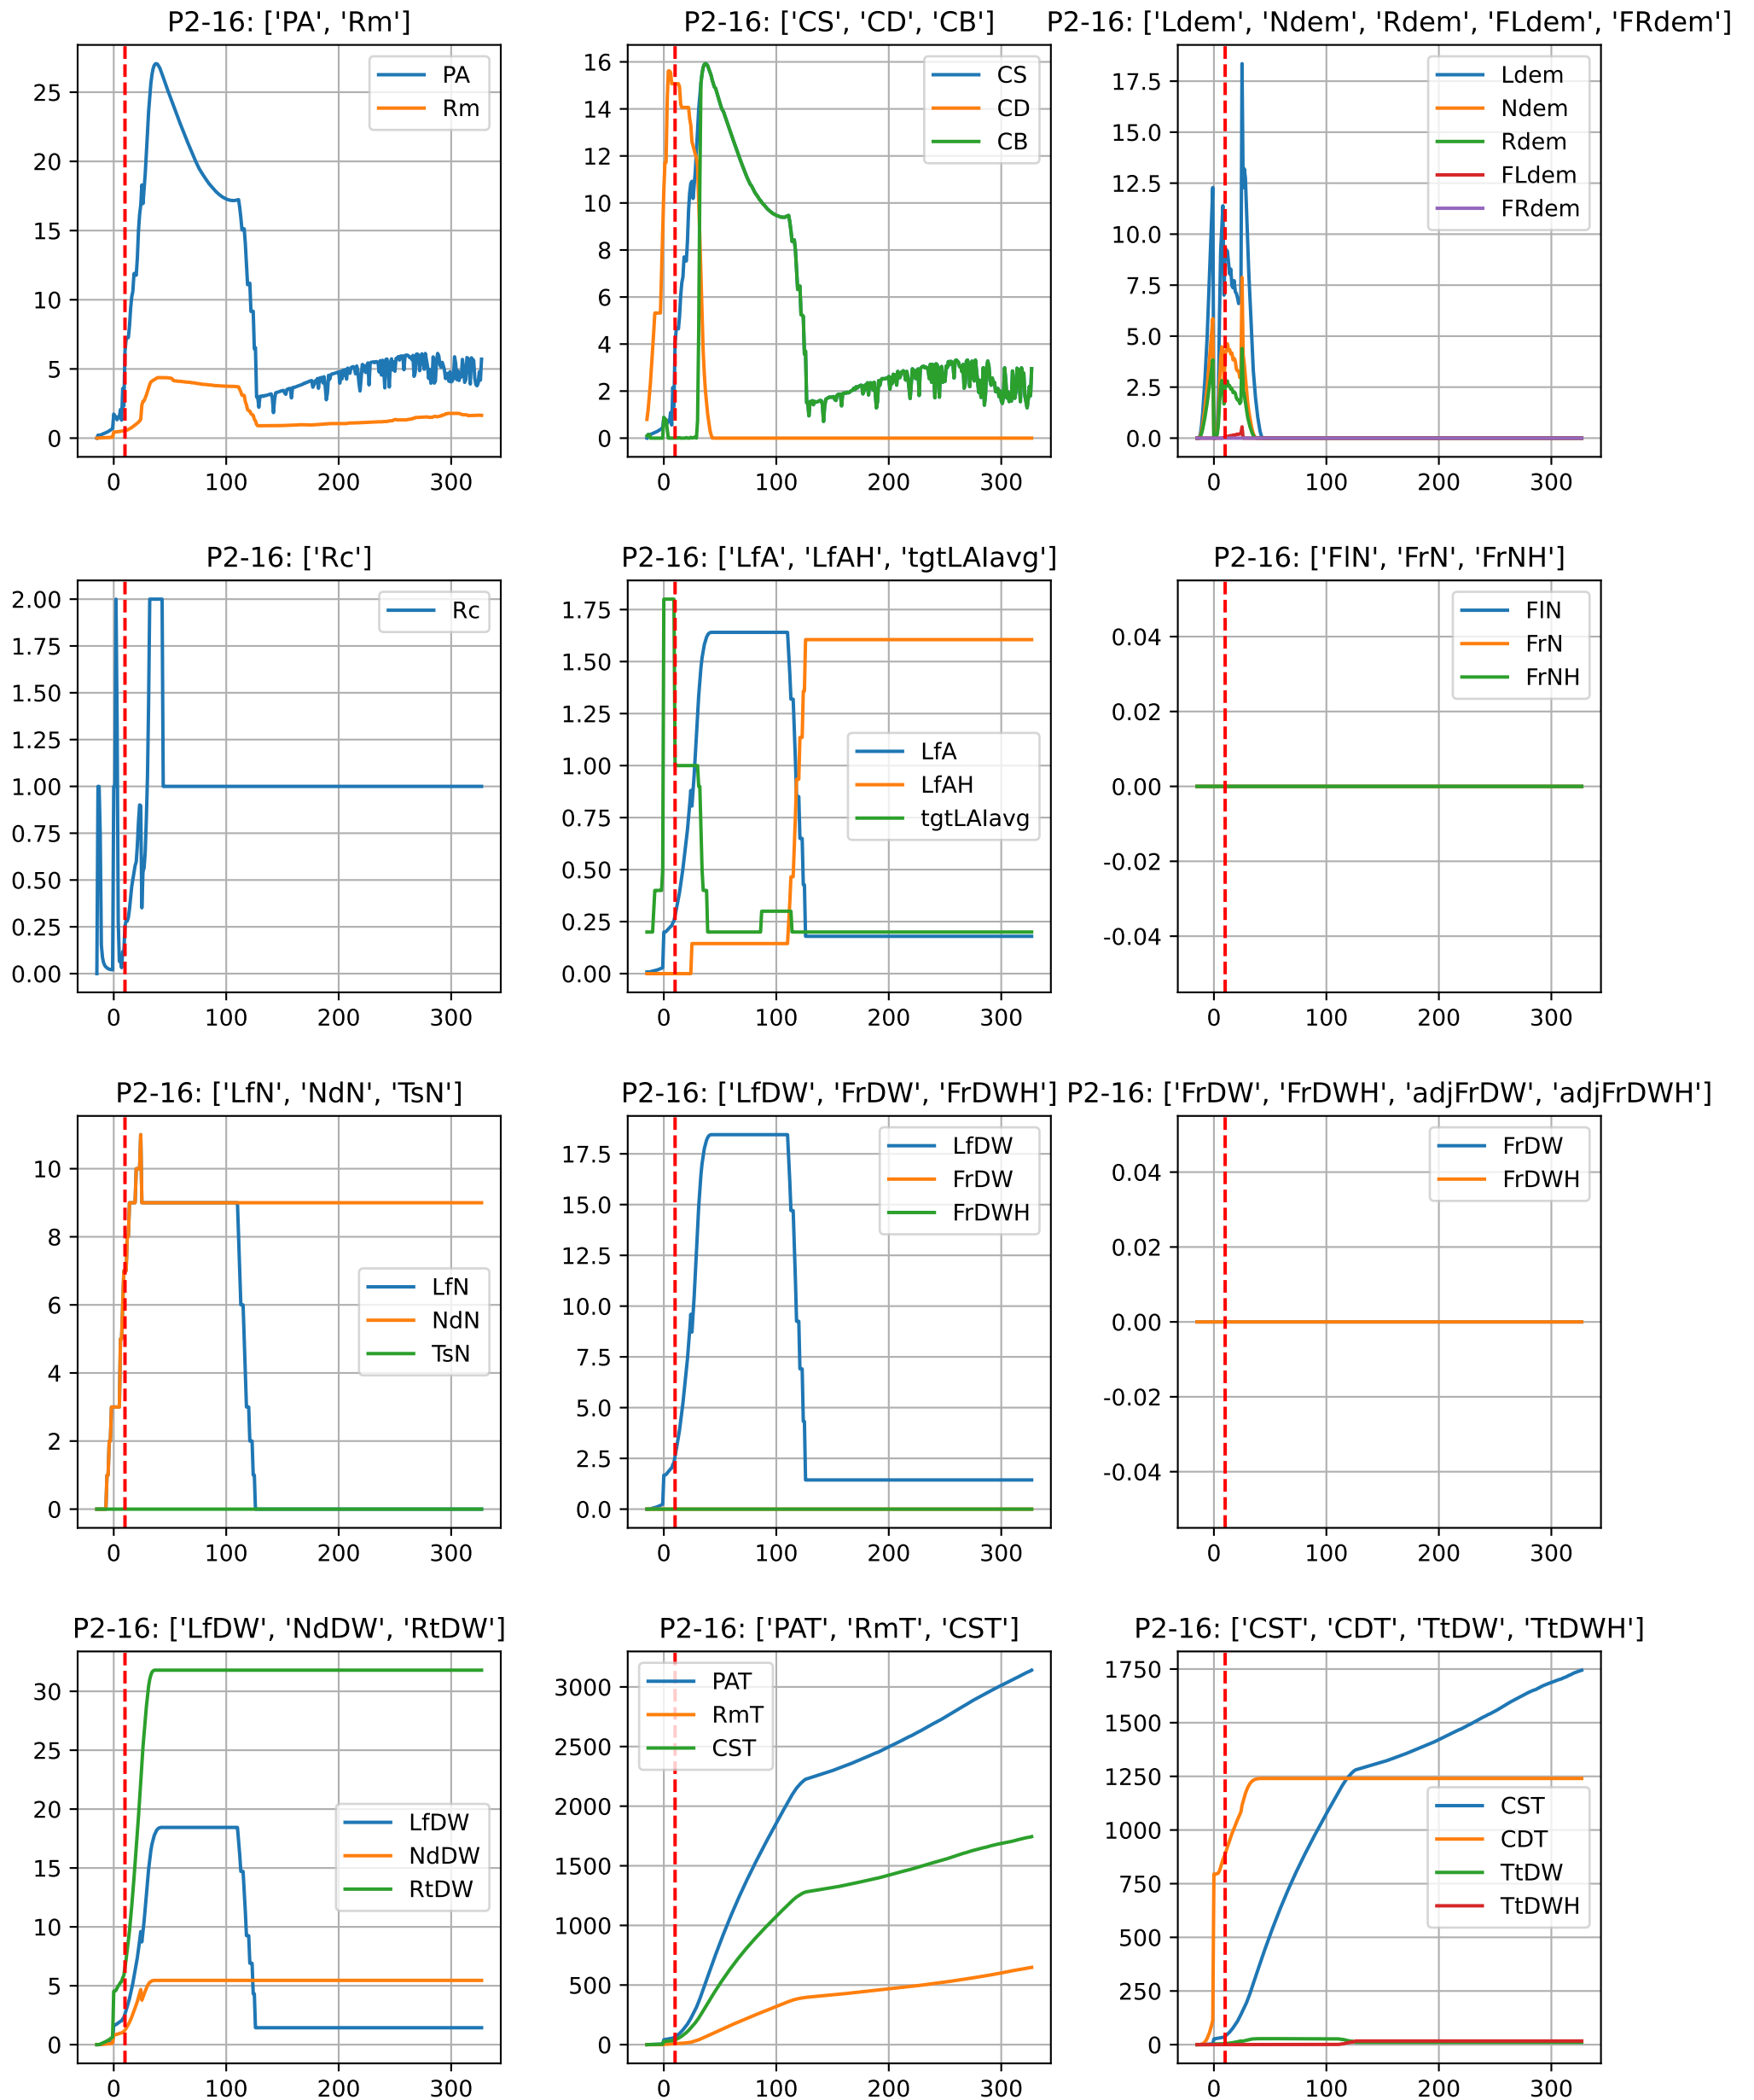 P2-16: ['PA', 'Rm']
25
20
15
10
5
0
0 100 200 300
PA
Rm
P2-16: ['CS', 'CD', 'CB']
16
14
12
10
8
6
4
2
0
0 100 200 300
CS
CD
CB
P2-16: ['Ldem', 'Ndem', 'Rdem', 'FLdem', 'FRdem']
17.5
15.0
12.5
10.0
7.5
5.0
2.5
0.0
0 100 200 300
Ldem
Ndem
Rdem
FLdem
FRdem
P2-16: ['Rc']
2.00
1.75
1.50
1.25
1.00
0.75
0.50
0.25
0.00
0 100 200 300
Rc
P2-16: ['LfA', 'LfAH', 'tgtLAIavg']
1.75
1.50
1.25
1.00
0.75
0.50
0.25
0.00
0 100 200 300
LfA
LfAH
tgtLAIavg
P2-16: ['FlN', 'FrN', 'FrNH']
0.04
0.02
0.00
-0.02
-0.04
0 100 200 300
FlN
FrN
FrNH
P2-16: ['LfN', 'NdN', 'TsN']
10
8
6
4
2
0
0 100 200 300
LfN
NdN
TsN
P2-16: ['LfDW', 'FrDW', 'FrDWH']
17.5
15.0
12.5
10.0
7.5
5.0
2.5
0.0
0 100 200 300
LfDW
FrDW
FrDWH
P2-16: ['FrDW', 'FrDWH', 'adjFrDW', 'adjFrDWH']
0.04
0.02
0.00
-0.02
-0.04
0 100 200 300
FrDW
FrDWH
P2-16: ['LfDW', 'NdDW', 'RtDW']
30
25
20
15
10
5
0
0 100 200 300
LfDW
NdDW
RtDW
P2-16: ['PAT', 'RmT', 'CST']
3000
2500
2000
1500
1000
500
0
0 100 200 300
PAT
RmT
CST
P2-16: ['CST', 'CDT', 'TtDW', 'TtDWH']
1750
1500
1250
1000
750
500
250
0
0 100 200 300
CST
CDT
TtDW
TtDWH